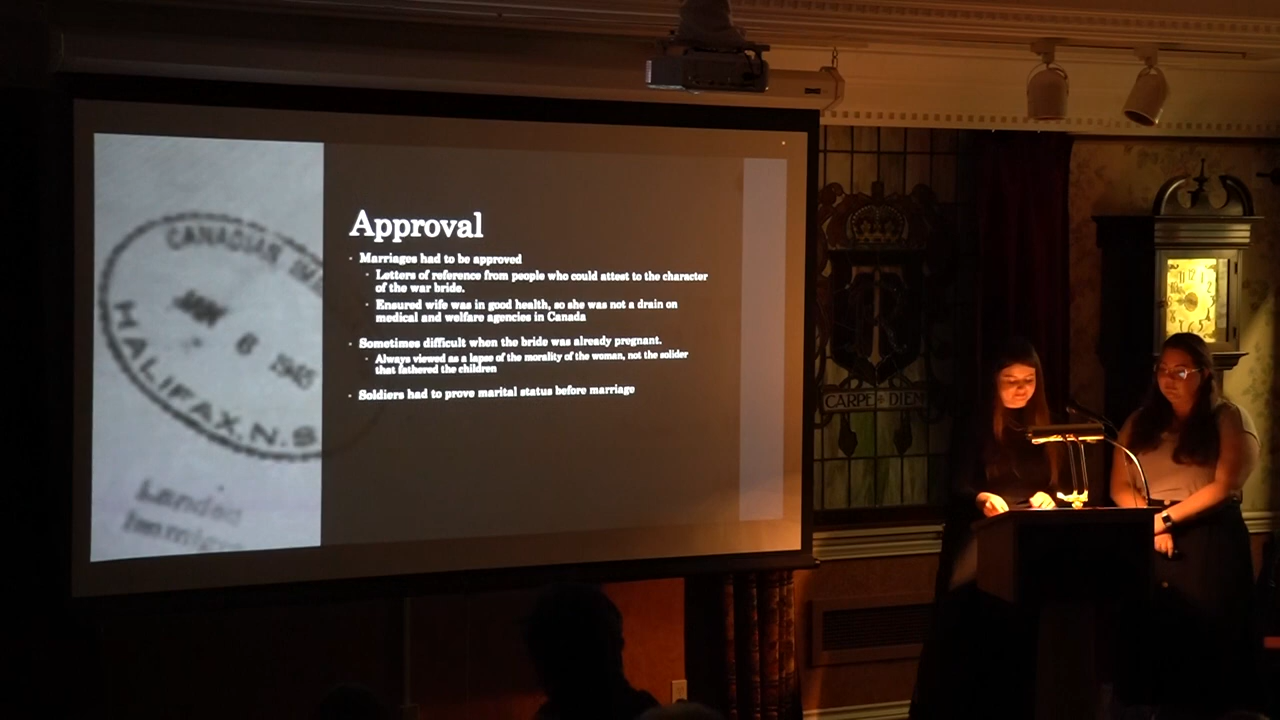 CANADIAN IM
JAN 6 1945
HALIFAX, N.S.
Landed
Immigra
Approval
Marriages had to be approved
Letters of reference from people who could attest to the character
of the war bride.
Ensured wife was in good health, so she was not a drain on
medical and welfare agencies in Canada
Sometimes difficult when the bride was already pregnant.
Always viewed as a lapse of the morality of the woman, not the solider
that fathered the children
Soldiers had to prove marital status before marriage
CARPE DIEM